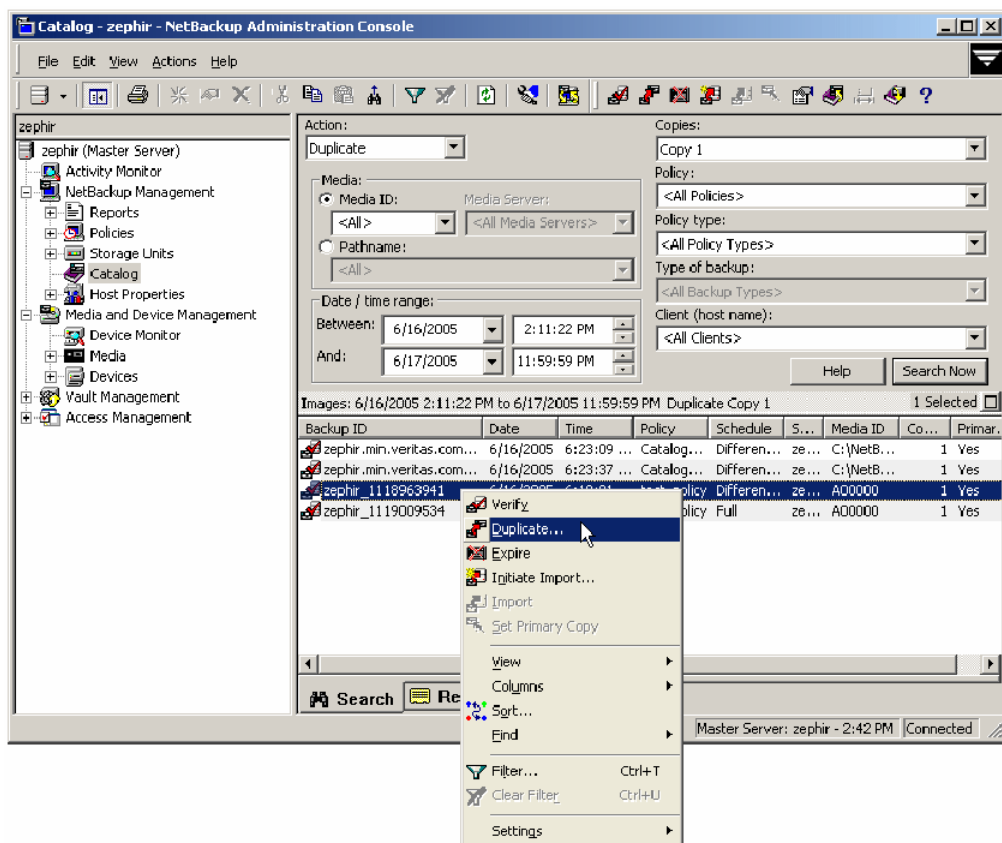 Catalog - zephir - NetBackup Administration Console
File Edit View Actions Help
zephir
zephir (Master Server)
Activity Monitor
NetBackup Management
Reports
Policies
Storage Units
Catalog
Host Properties
Media and Device Management
Device Monitor
Media
Devices
Vault Management
Access Management
Action:
Duplicate
Media:
Media ID: Media Server:
<All> <All Media Servers>
Pathname:
<All>
Date / time range:
Between: 6/16/2005 2:11:22 PM
And: 6/17/2005 11:59:59 PM
Copies:
Copy 1
Policy:
<All Policies>
Policy type:
<All Policy Types>
Type of backup:
<All Backup Types>
Client (host name):
<All Clients>
Help Search Now
Images: 6/16/2005 2:11:22 PM to 6/17/2005 11:59:59 PM Duplicate Copy 1 1 Selected
Backup ID Date Time Policy Schedule S... Media ID Co... Primar.
zephir.min.veritas.com... 6/16/2005 6:23:09 ... Catalog... Differen... ze... C:\NetB... 1 Yes
zephir.min.veritas.com... 6/16/2005 6:23:37 ... Catalog... Differen... ze... C:\NetB... 1 Yes
zephir_1118963941 Differen... ze... A00000 1 Yes
zephir_1119009534 Full ze... A00000 1 Yes
Verify
Duplicate...
Expire
Initiate Import...
Import
Set Primary Copy
View
Columns
Sort...
Find
Filter... Ctrl+T
Clear Filter Ctrl+U
Settings
Search Re
Master Server: zephir - 2:42 PM Connected